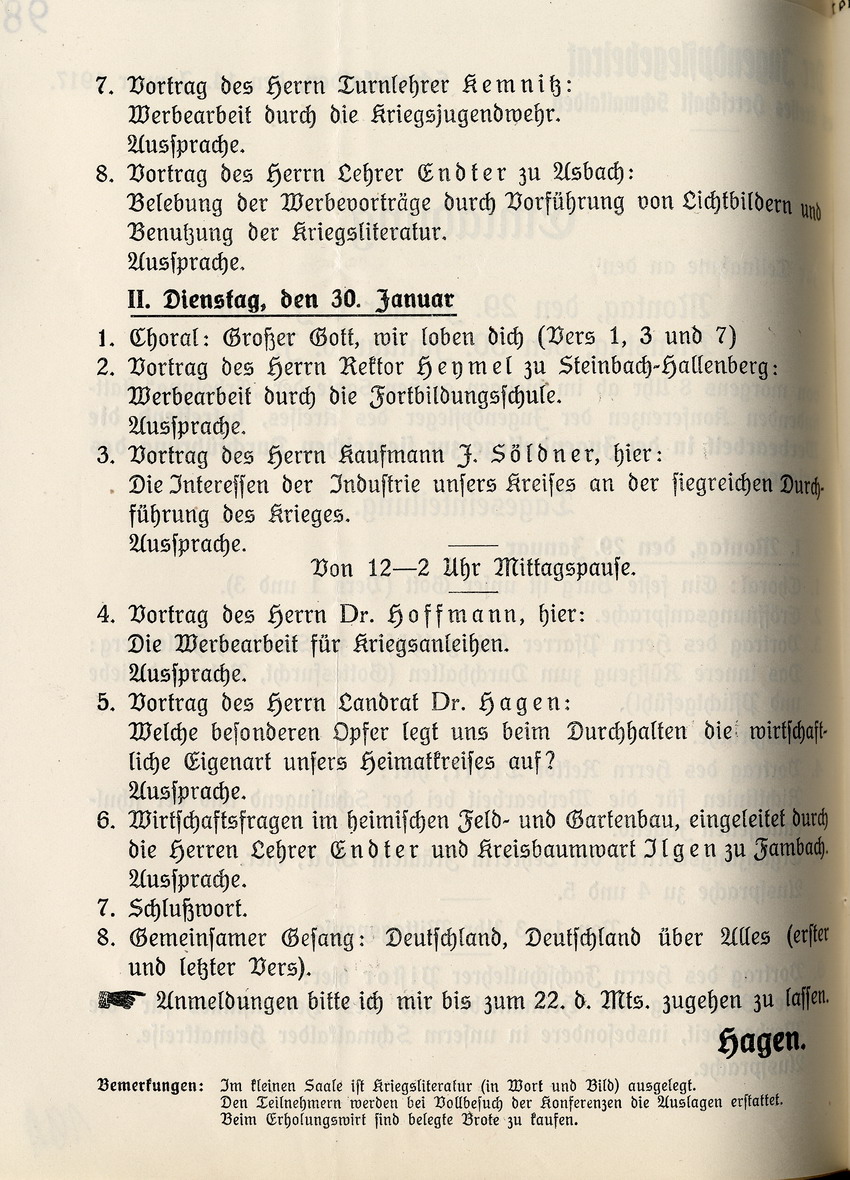 7. Vortrag des Herrn Turnlehrer Kemnitz:
Werbearbeit durch die Kriegsjugendwehr.
Aussprache.
8. Vortrag des Herrn Lehrer Endter zu Asbach:
Belebung der Werbevorträge durch Vorführung von Lichtbildern und
Benutzung der Kriegsliteratur.
Aussprache.
II. Dienstag, den 30. Januar
1. Choral: Großer Gott, wir loben dich (Vers 1, 3 und 7)
2. Vortrag des Herrn Rektor Heymel zu Steinbach-Hallenberg:
Werbearbeit durch die Fortbildungsschule.
Aussprache.
3. Vortrag des Herrn Kaufmann J. Söldner, hier:
Die Interessen der Industrie unsers Kreises an der siegreichen Durch-
führung des Krieges.
Aussprache.
Von 12—2 Uhr Mittagspause.
4. Vortrag des Herrn Dr. Hoffmann, hier:
Die Werbearbeit für Kriegsanleihen.
Aussprache.
5. Vortrag des Herrn Landrat Dr. Hagen:
Welche besonderen Opfer legt uns beim Durchhalten die wirtschaft-
liche Eigenart unsers Heimatkreises auf?
Aussprache.
6. Wirtschaftsfragen im heimischen Feld- und Gartenbau, eingeleitet durch
die Herren Lehrer Endter und Kreisbaumwart Ilgen zu Fambach.
Aussprache.
7. Schlußwort.
8. Gemeinsamer Gesang: Deutschland, Deutschland über Alles (erster
und letzter Vers).
☛ Anmeldungen bitte ich mir bis zum 22. d. Mts. zugehen zu lassen.
Hagen.
Bemerkungen: Im kleinen Saale ist Kriegsliteratur (in Wort und Bild) ausgelegt.
Den Teilnehmern werden bei Vollbesuch der Konferenzen die Auslagen erstattet.
Beim Erholungswirt sind belegte Brote zu kaufen.